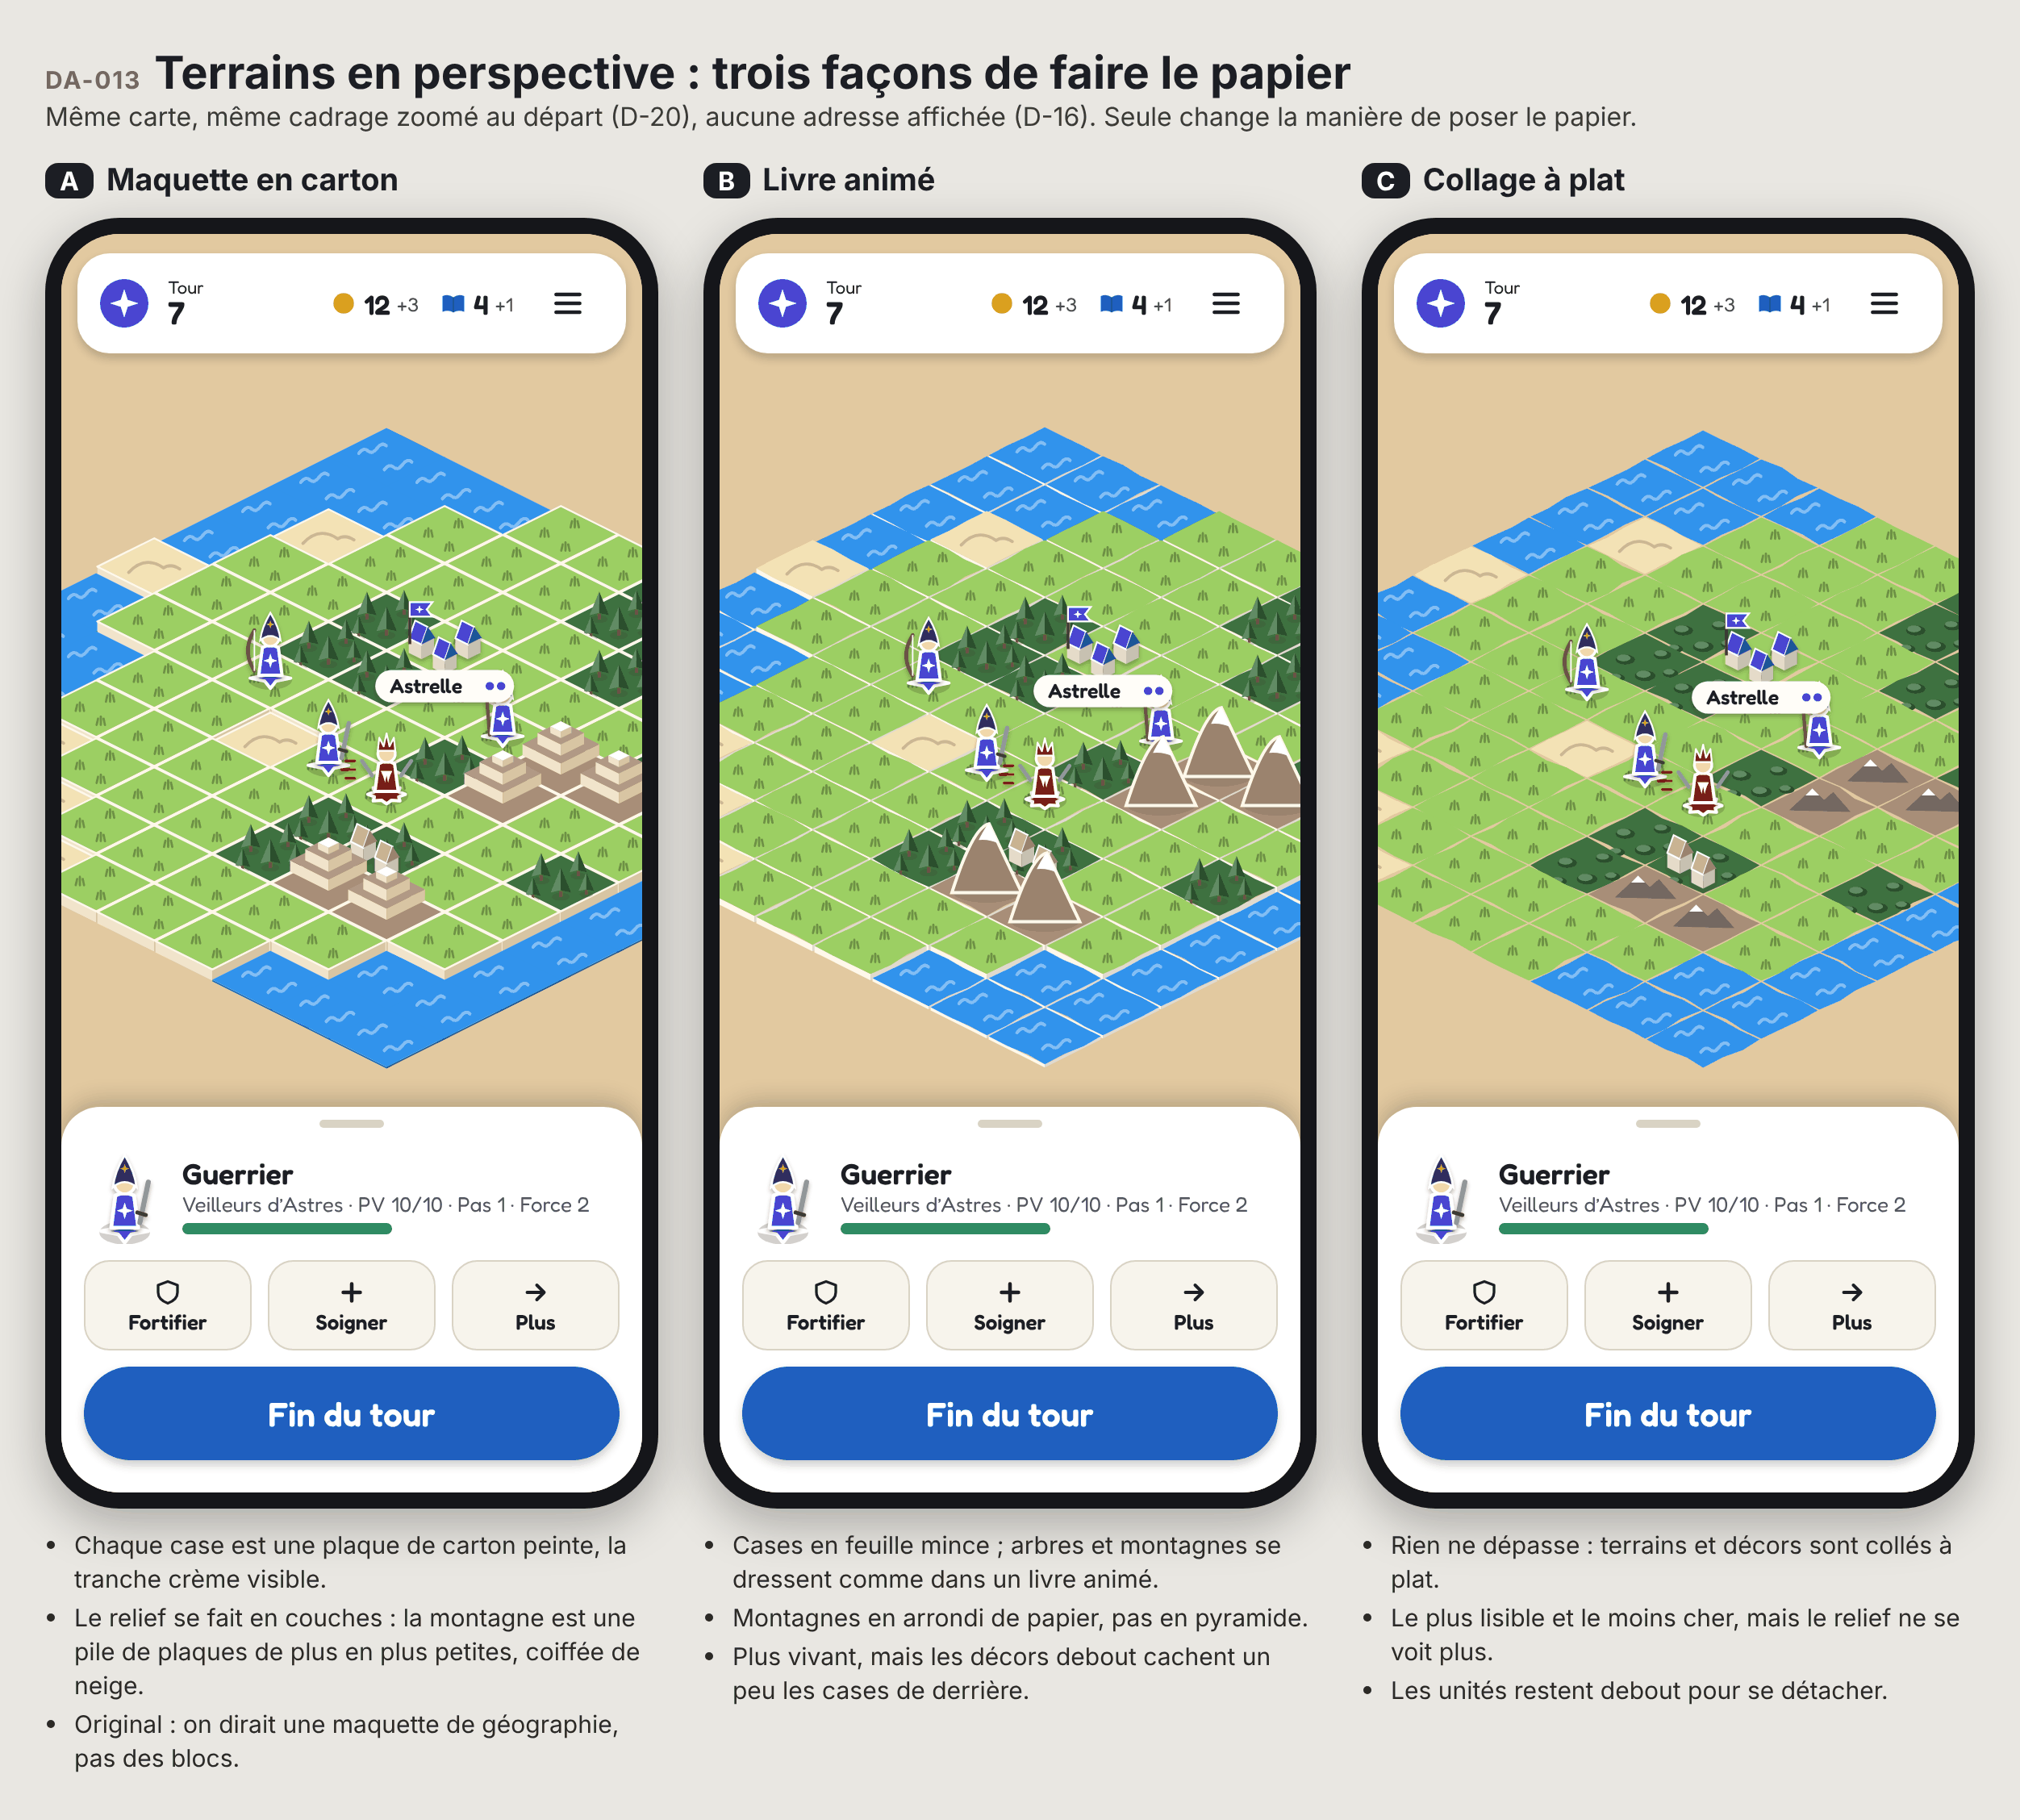 DA-013 Terrains en perspective : trois façons de faire le papier
Même carte, même cadrage zoomé au départ (D-20), aucune adresse affichée (D-16). Seule change la manière de poser le papier.
A Maquette en carton
Tour
7
12 +3 4 +1
Astrelle
Guerrier
Veilleurs d'Astres · PV 10/10 · Pas 1 · Force 2
Fortifier Soigner Plus
Fin du tour
• Chaque case est une plaque de carton peinte, la
tranche crème visible.
• Le relief se fait en couches : la montagne est une
pile de plaques de plus en plus petites, coiffée de
neige.
• Original : on dirait une maquette de géographie,
pas des blocs.
B Livre animé
Tour
7
12 +3 4 +1
Astrelle
Guerrier
Veilleurs d'Astres · PV 10/10 · Pas 1 · Force 2
Fortifier Soigner Plus
Fin du tour
• Cases en feuille mince ; arbres et montagnes se
dressent comme dans un livre animé.
• Montagnes en arrondi de papier, pas en pyramide.
• Plus vivant, mais les décors debout cachent un
peu les cases de derrière.
C Collage à plat
Tour
7
12 +3 4 +1
Astrelle
Guerrier
Veilleurs d'Astres · PV 10/10 · Pas 1 · Force 2
Fortifier Soigner Plus
Fin du tour
• Rien ne dépasse : terrains et décors sont collés à
plat.
• Le plus lisible et le moins cher, mais le relief ne se
voit plus.
• Les unités restent debout pour se détacher.